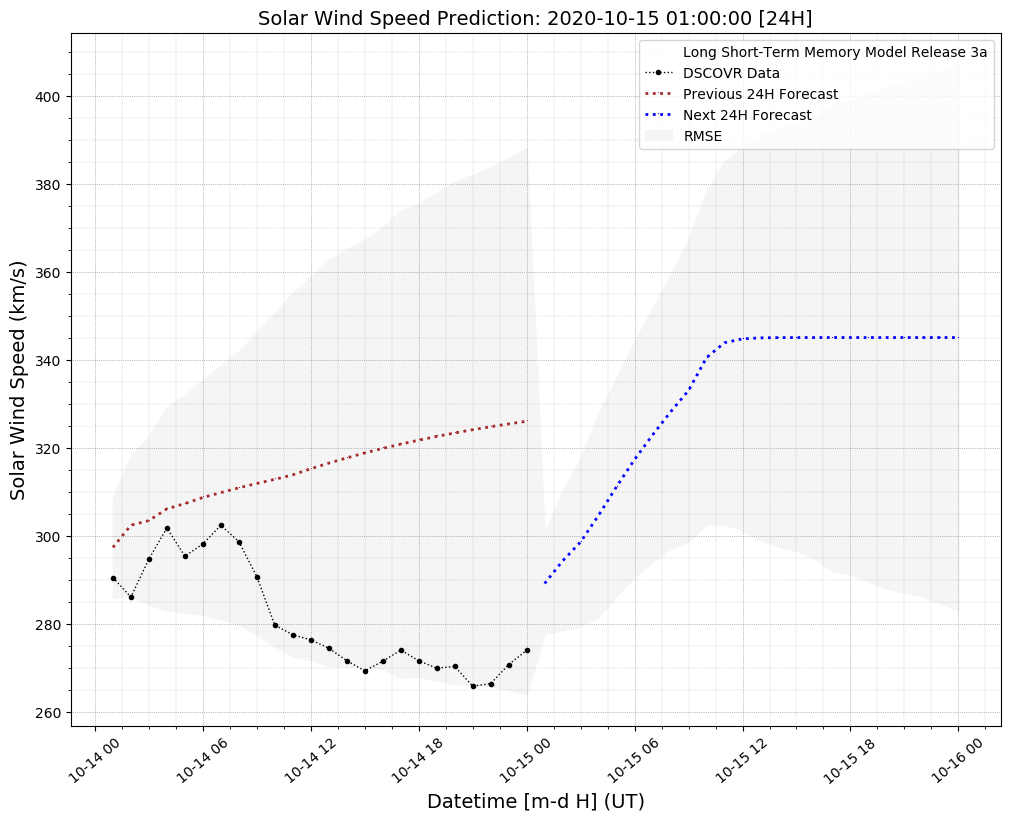 Solar Wind Speed Prediction: 2020-10-15 01:00:00 [24H]
Long Short-Term Memory Model Release 3a
DSCOVR Data
Previous 24H Forecast
Next 24H Forecast
RMSE
Solar Wind Speed (km/s)
400
380
360
340
320
300
280
260
10-14 00
10-14 06
10-14 12
10-14 18
10-15 00
10-15 06
10-15 12
10-15 18
10-16 00
Datetime [m-d H] (UT)